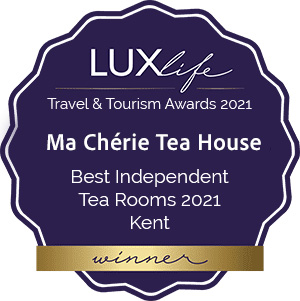 LUXlife
Travel & Tourism Awards 2021
Ma Chérie Tea House
Best Independent
Tea Rooms 2021
Kent
winner